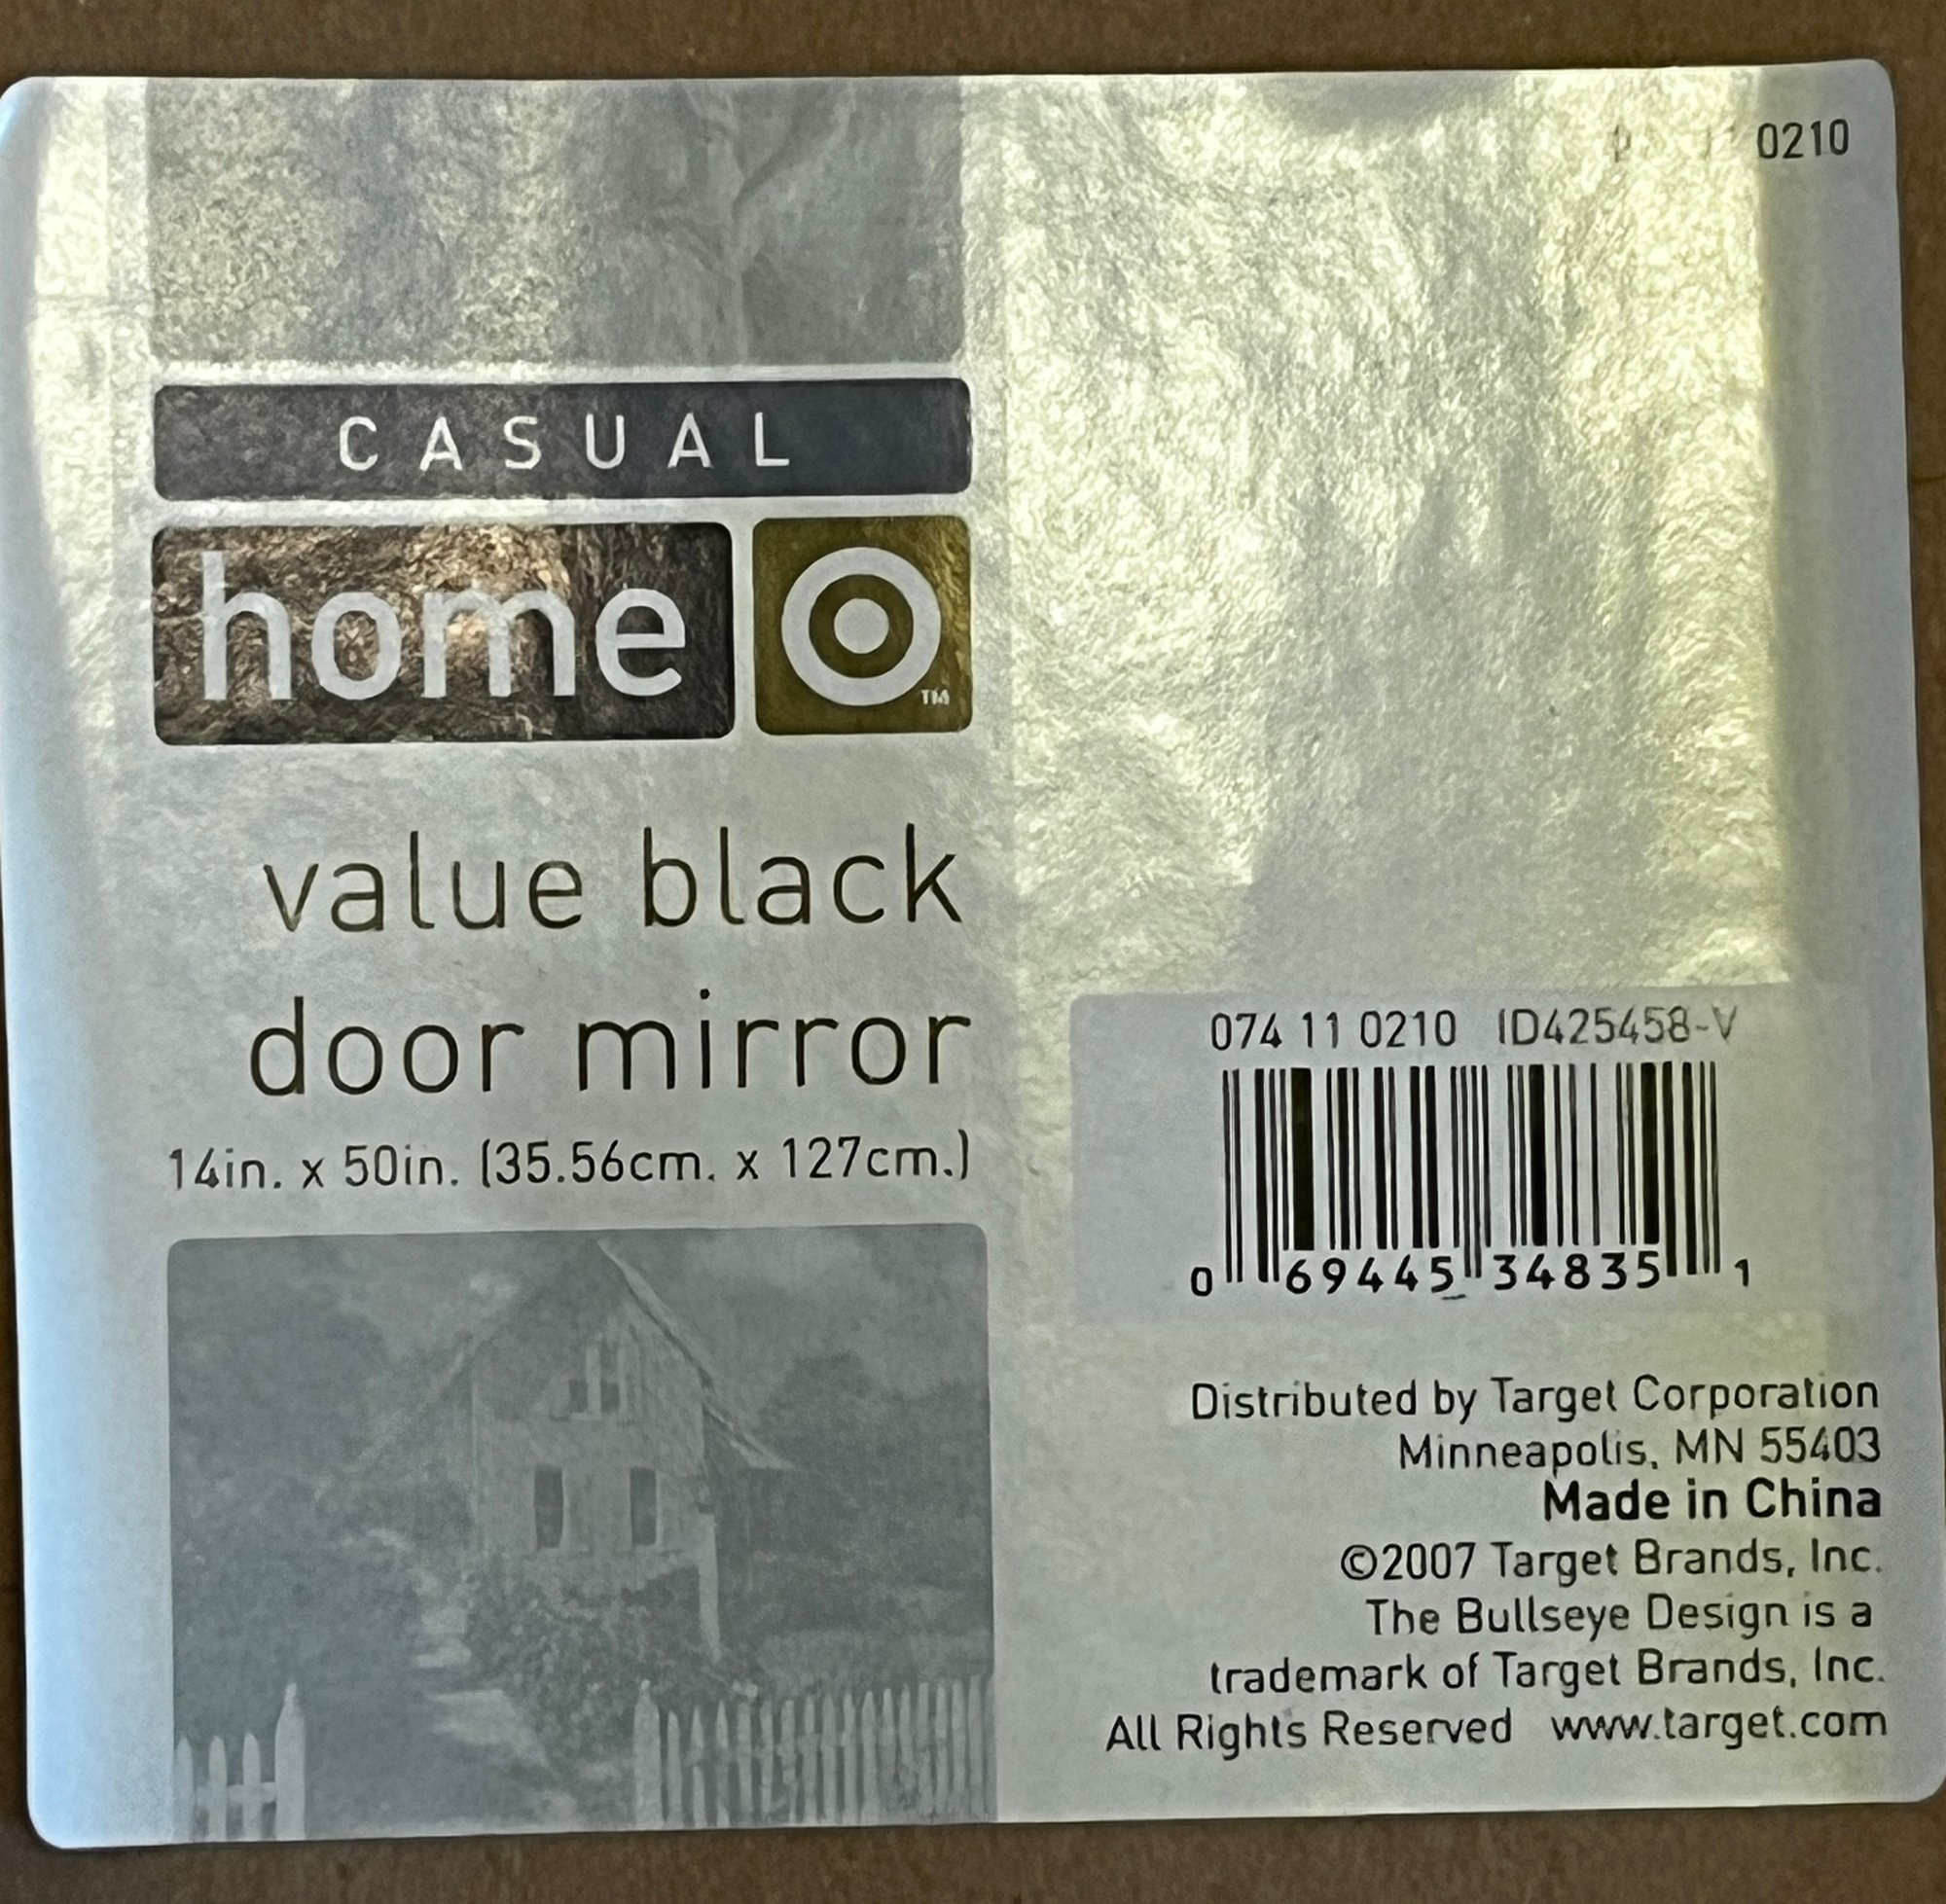 0210
CASUAL
home
TM
value black
door mirror
14in. x 50in. (35.56cm. x 127cm.)
074 11 0210 ID425458-V
0 69445 34835 1
Distributed by Target Corporation
Minneapolis, MN 55403
Made in China
©2007 Target Brands, Inc.
The Bullseye Design is a
trademark of Target Brands, Inc.
All Rights Reserved www.target.com